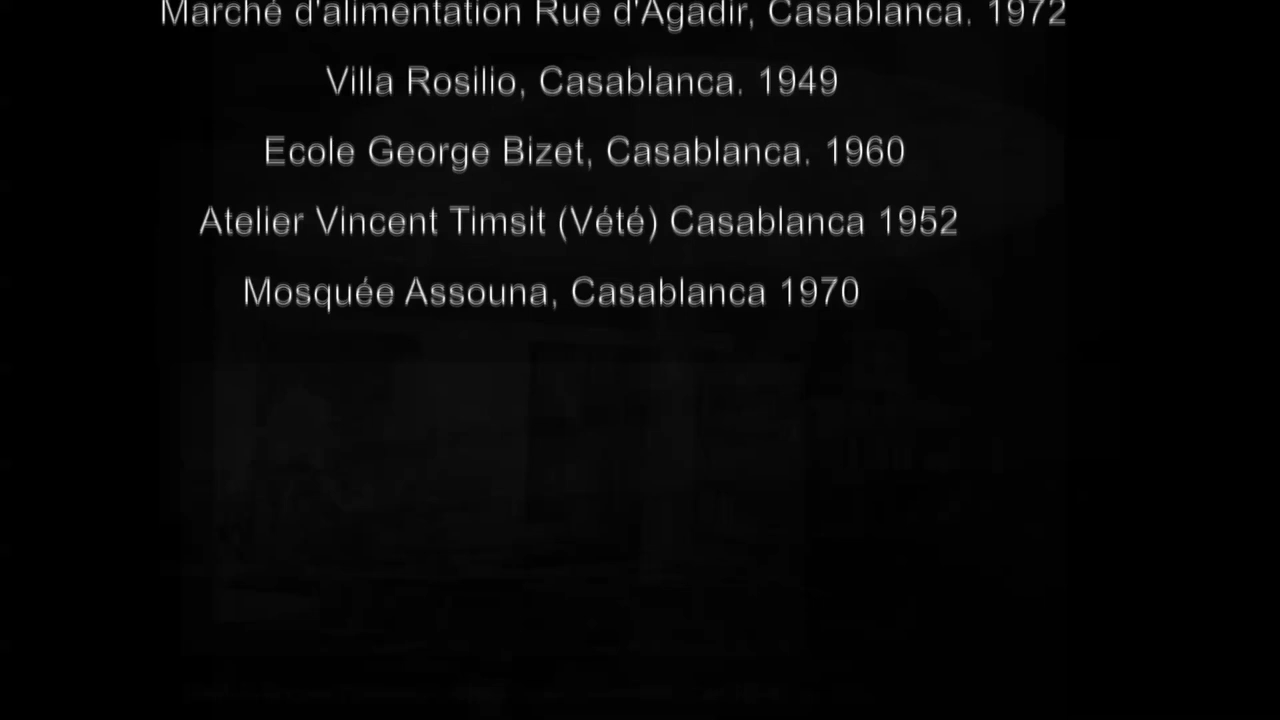 Marché d'alimentation Rue d'Agadir, Casablanca. 1972
Villa Rosilio, Casablanca. 1949
Ecole George Bizet, Casablanca. 1960
Atelier Vincent Timsit (Vété) Casablanca 1952
Mosquée Assouna, Casablanca 1970